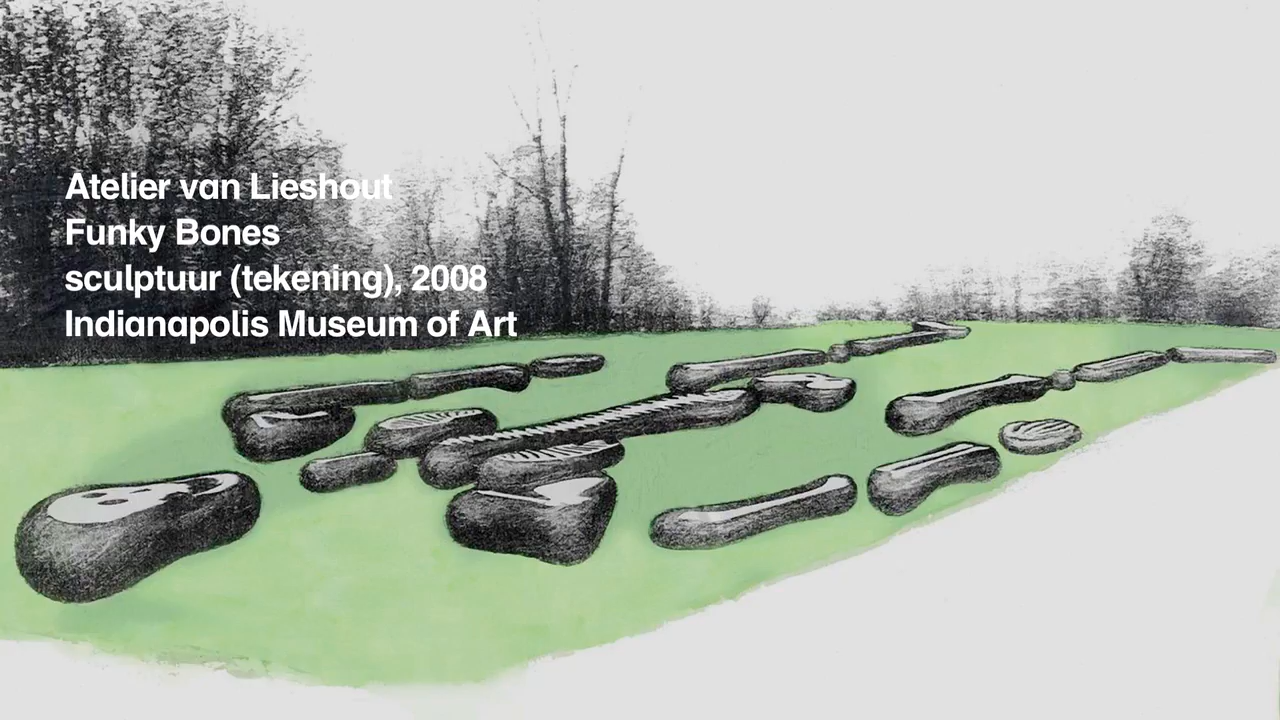 Atelier van Lieshout
Funky Bones
sculptuur (tekening), 2008
Indianapolis Museum of Art